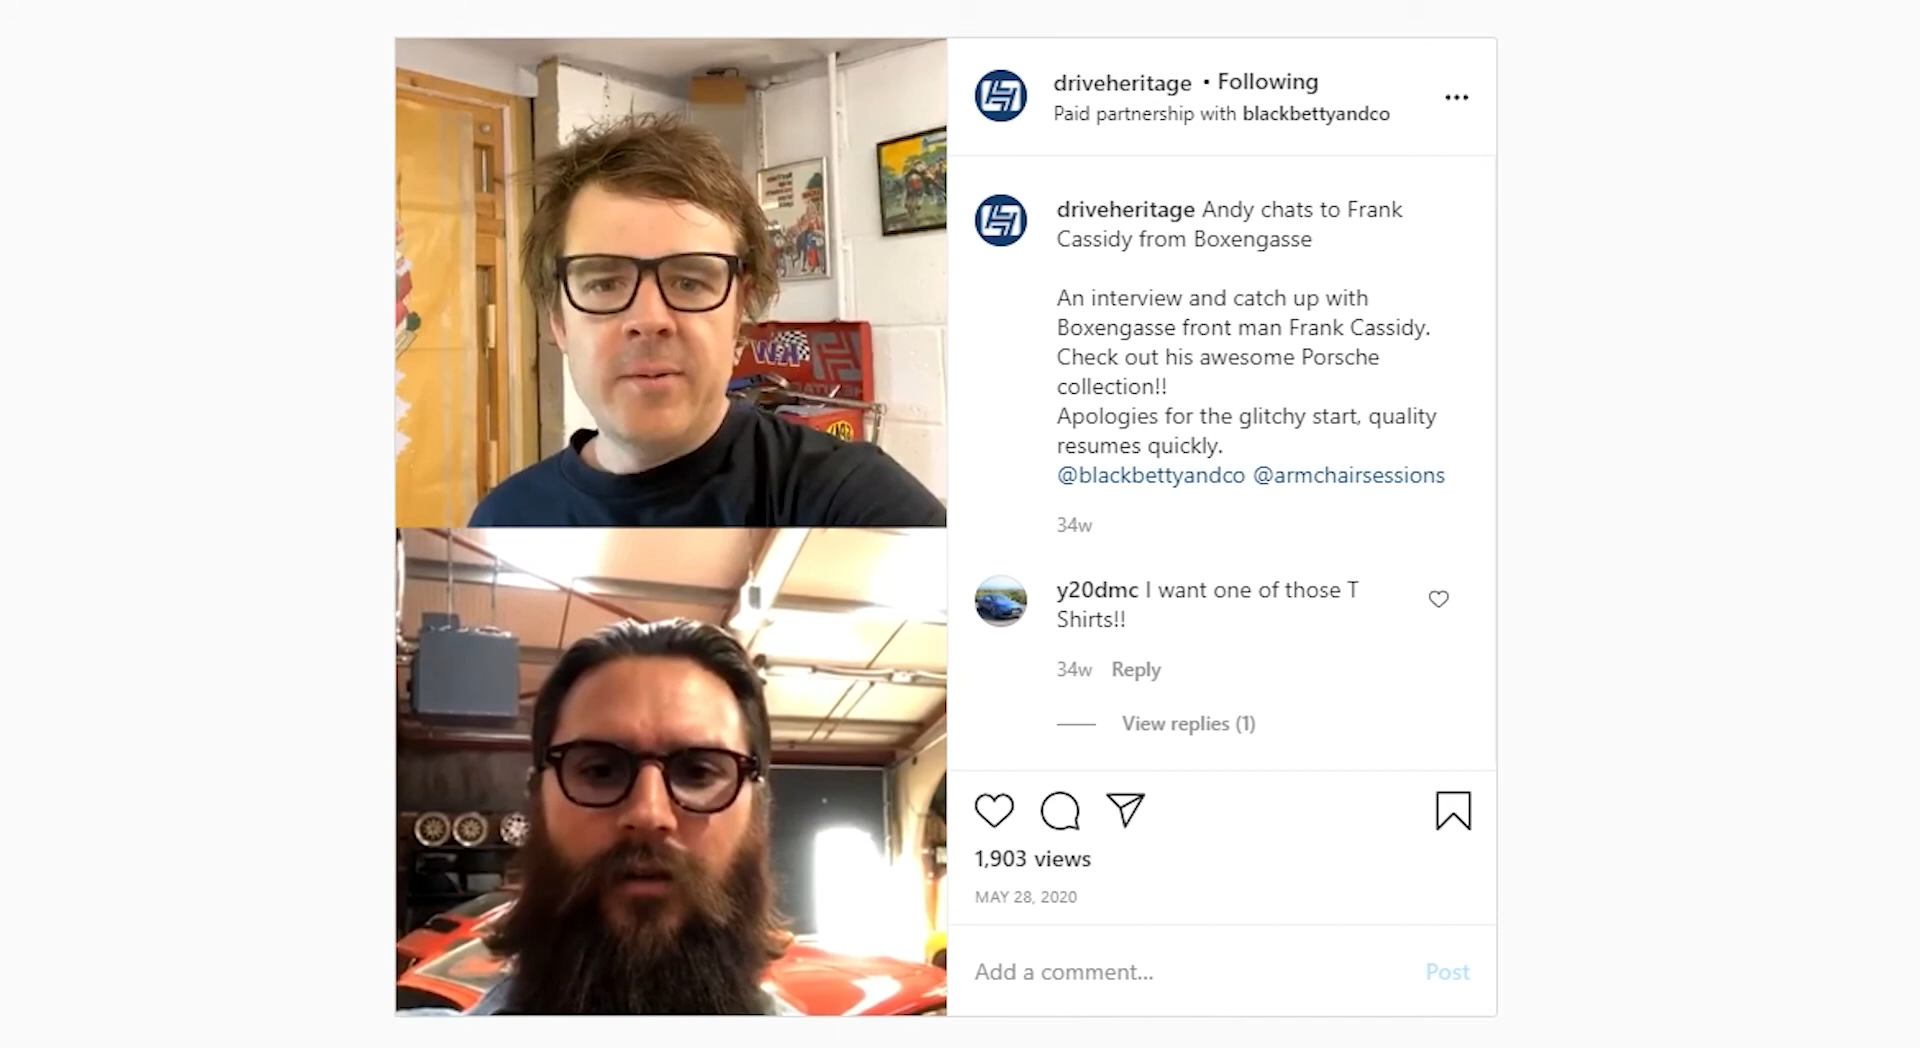 driveheritage • Following
Paid partnership with blackbettyandco
driveheritage Andy chats to Frank
Cassidy from Boxengasse
An interview and catch up with
Boxengasse front man Frank Cassidy.
Check out his awesome Porsche
collection!!
Apologies for the glitchy start, quality
resumes quickly.
@blackbettyandco @armchairsessions
34w
y20dmc I want one of those T
Shirts!!
34w Reply
View replies (1)
1,903 views
MAY 28, 2020
Add a comment... Post